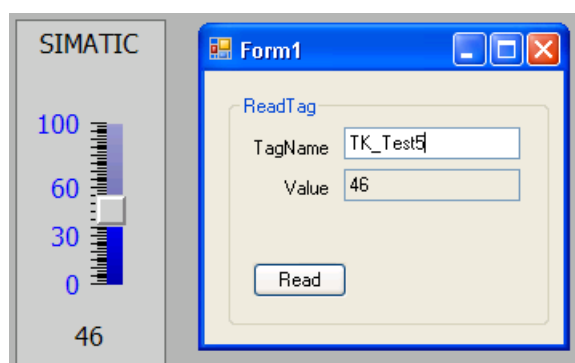 SIMATIC
100
60
30
0
46
Form1
ReadTag
TagName TK_Test5
Value 46
Read